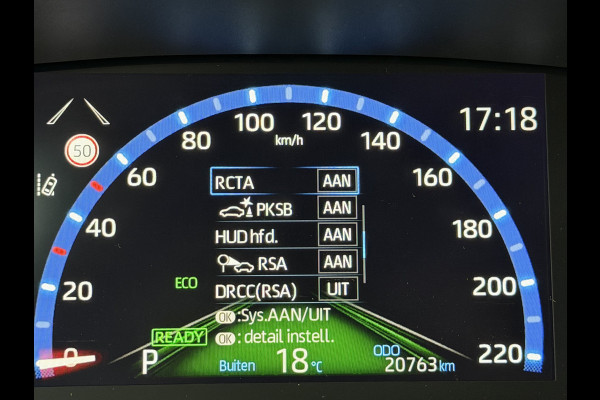 17:18
100 120
80 km/h 140
50
60 160
RCTA AAN
PKSB AAN
40 180
HUD hfd. AAN
RSA AAN
ECO
20 DRCC(RSA) UIT 200
OK :Sys.AAN/UIT
READY OK : detail instell.
0 P Buiten 18 °C ODO 20763 km 220